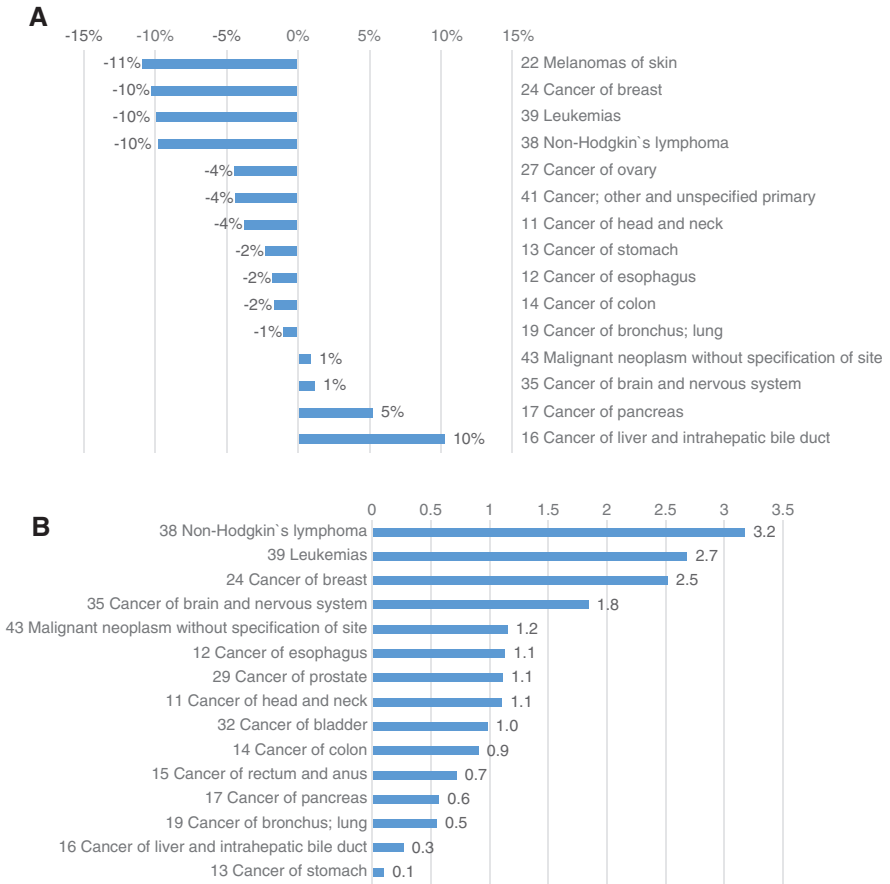 A
-15% -10% -5% 0% 5% 10% 15%
-11% 22 Melanomas of skin
-10% 24 Cancer of breast
-10% 39 Leukemias
-10% 38 Non-Hodgkin`s lymphoma
-4% 27 Cancer of ovary
-4% 41 Cancer; other and unspecified primary
-4% 11 Cancer of head and neck
-2% 13 Cancer of stomach
-2% 12 Cancer of esophagus
-2% 14 Cancer of colon
-1% 19 Cancer of bronchus; lung
1% 43 Malignant neoplasm without specification of site
1% 35 Cancer of brain and nervous system
5% 17 Cancer of pancreas
10% 16 Cancer of liver and intrahepatic bile duct
B
0 0.5 1 1.5 2 2.5 3 3.5
38 Non-Hodgkin`s lymphoma 3.2
39 Leukemias 2.7
24 Cancer of breast 2.5
35 Cancer of brain and nervous system 1.8
43 Malignant neoplasm without specification of site 1.2
12 Cancer of esophagus 1.1
29 Cancer of prostate 1.1
11 Cancer of head and neck 1.1
32 Cancer of bladder 1.0
14 Cancer of colon 0.9
15 Cancer of rectum and anus 0.7
17 Cancer of pancreas 0.6
19 Cancer of bronchus; lung 0.5
16 Cancer of liver and intrahepatic bile duct 0.3
13 Cancer of stomach 0.1